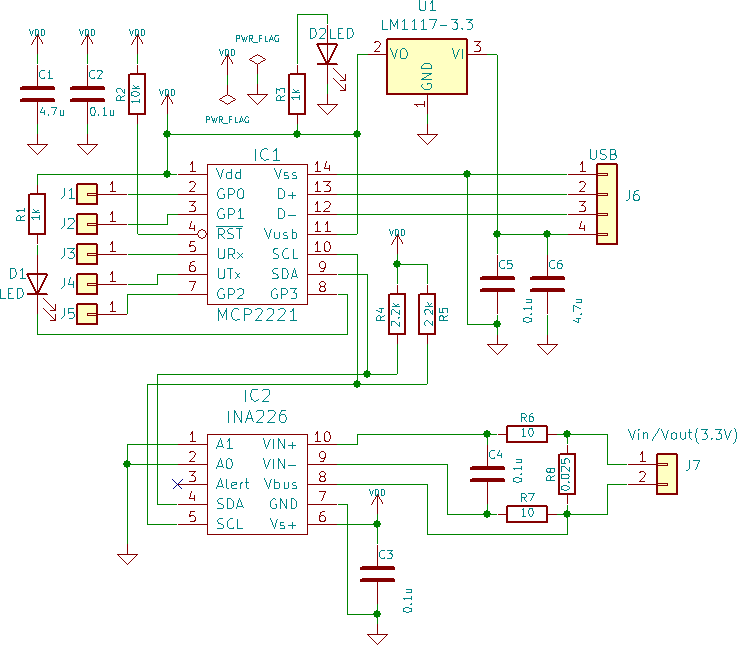 U1
LM1117-3.3
2 VO VI 3
GND
1
D2 LED
PWR_FLAG
VDD
PWR_FLAG
R3
1k
VDD
VDD
VDD
VDD
C1
4.7u
C2
0.1u
R2
10k
IC1
1 Vdd Vss 14
2 GP0 D+ 13
3 GP1 D- 12
4 RST Vusb 11
5 URx SCL 10
6 UTx SDA 9
7 GP2 GP3 8
MCP2221
J1 1
J2 1
J3 1
J4 1
J5 1
R1
1k
D1
LED
USB
1
2
3
4
J6
C5
0.1u
C6
4.7u
VDD
R4
2.2k
R5
2.2k
IC2
INA226
1 A1 VIN+ 10
2 A0 VIN- 9
3 Alert Vbus 8
4 SDA GND 7
5 SCL Vs+ 6
VDD
C3
0.1u
C4
0.1u
R6
10
R7
10
R8
0.025
Vin/Vout(3.3V)
1
2
J7